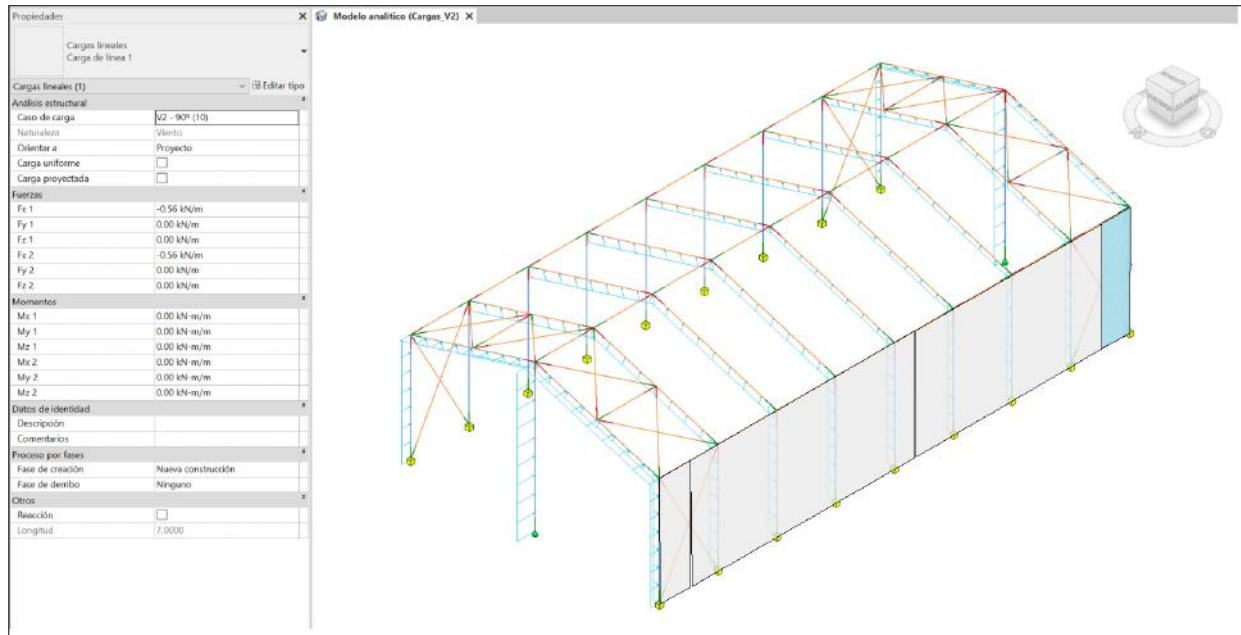 Propiedades
Modelo analítico (Cargas_V2)
Cargas lineales
Carga de línea 1
Cargas lineales (1)
Editar tipo
Análisis estructural
Caso de carga V2 - 90º (10)
Naturaleza Viento
Orientar a Proyecto
Carga uniforme
Carga proyectada
Fuerzas
Fx 1 -0.56 kN/m
Fy 1 0.00 kN/m
Fz 1 0.00 kN/m
Fx 2 -0.56 kN/m
Fy 2 0.00 kN/m
Fz 2 0.00 kN/m
Momentos
Mx 1 0.00 kN-m/m
My 1 0.00 kN-m/m
Mz 1 0.00 kN-m/m
Mx 2 0.00 kN-m/m
My 2 0.00 kN-m/m
Mz 2 0.00 kN-m/m
Datos de identidad
Descripción
Comentarios
Proceso por fases
Fase de creación Nueva construcción
Fase de derribo Ninguno
Otros
Reacción
Longitud 7.0000